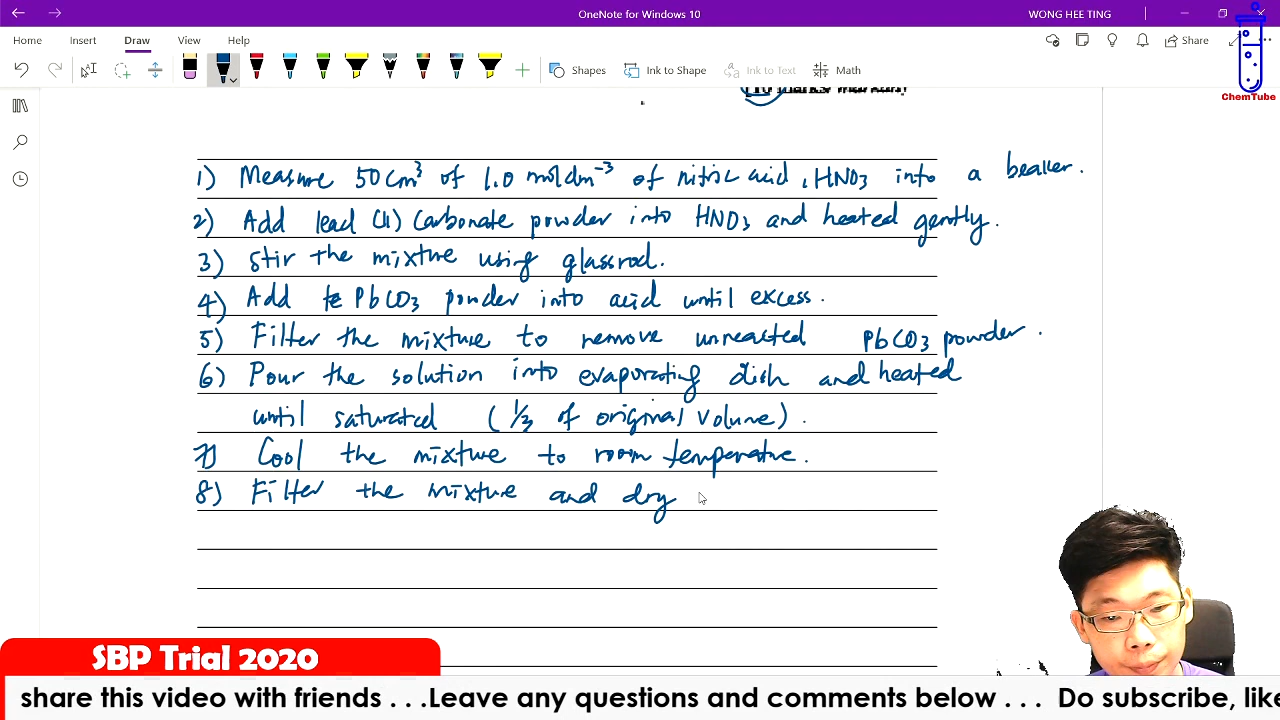 OneNote for Windows 10
WONG HEE TING
Home Insert Draw View Help
Share
Shapes Ink to Shape Ink to Text Math
ChemTube
1) Measure 50cm³ of 1.0 mol dm⁻³ of nitric acid, HNO3 into a beaker.
2) Add lead (II) carbonate powder into HNO3 and heated gently.
3) Stir the mixture using glassrod.
4) Add PbCO3 powder into acid until excess.
5) Filter the mixture to remove unreacted PbCO3 powder.
6) Pour the solution into evaporating dish and heated
until saturated (1/3 of original volume).
7) Cool the mixture to room temperature.
8) Filter the mixture and dry
SBP Trial 2020
share this video with friends . . .Leave any questions and comments below . . . Do subscribe, like